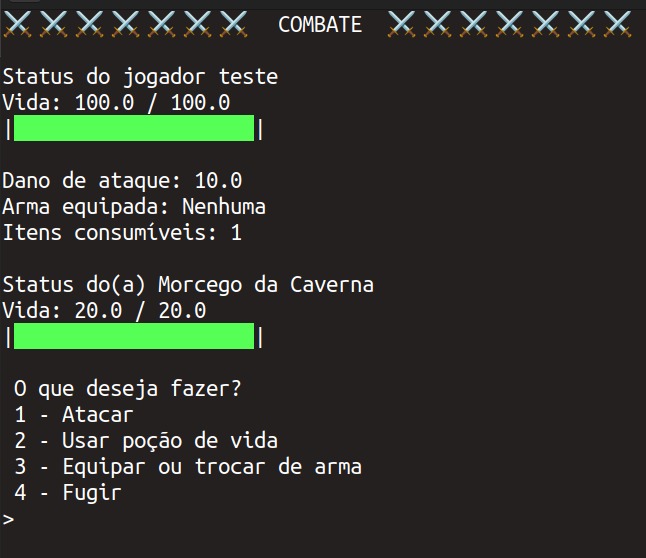 ⚔️⚔️⚔️⚔️⚔️⚔️⚔️ COMBATE ⚔️⚔️⚔️⚔️⚔️⚔️⚔️
Status do jogador teste
Vida: 100.0 / 100.0
| |
Dano de ataque: 10.0
Arma equipada: Nenhuma
Itens consumíveis: 1
Status do(a) Morcego da Caverna
Vida: 20.0 / 20.0
| |
O que deseja fazer?
1 - Atacar
2 - Usar poção de vida
3 - Equipar ou trocar de arma
4 - Fugir
>